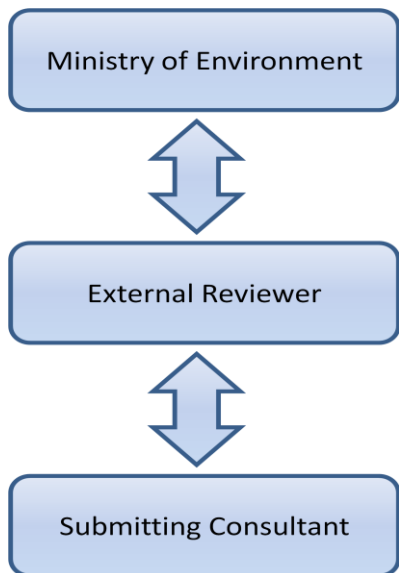 Ministry of Environment
External Reviewer
Submitting Consultant